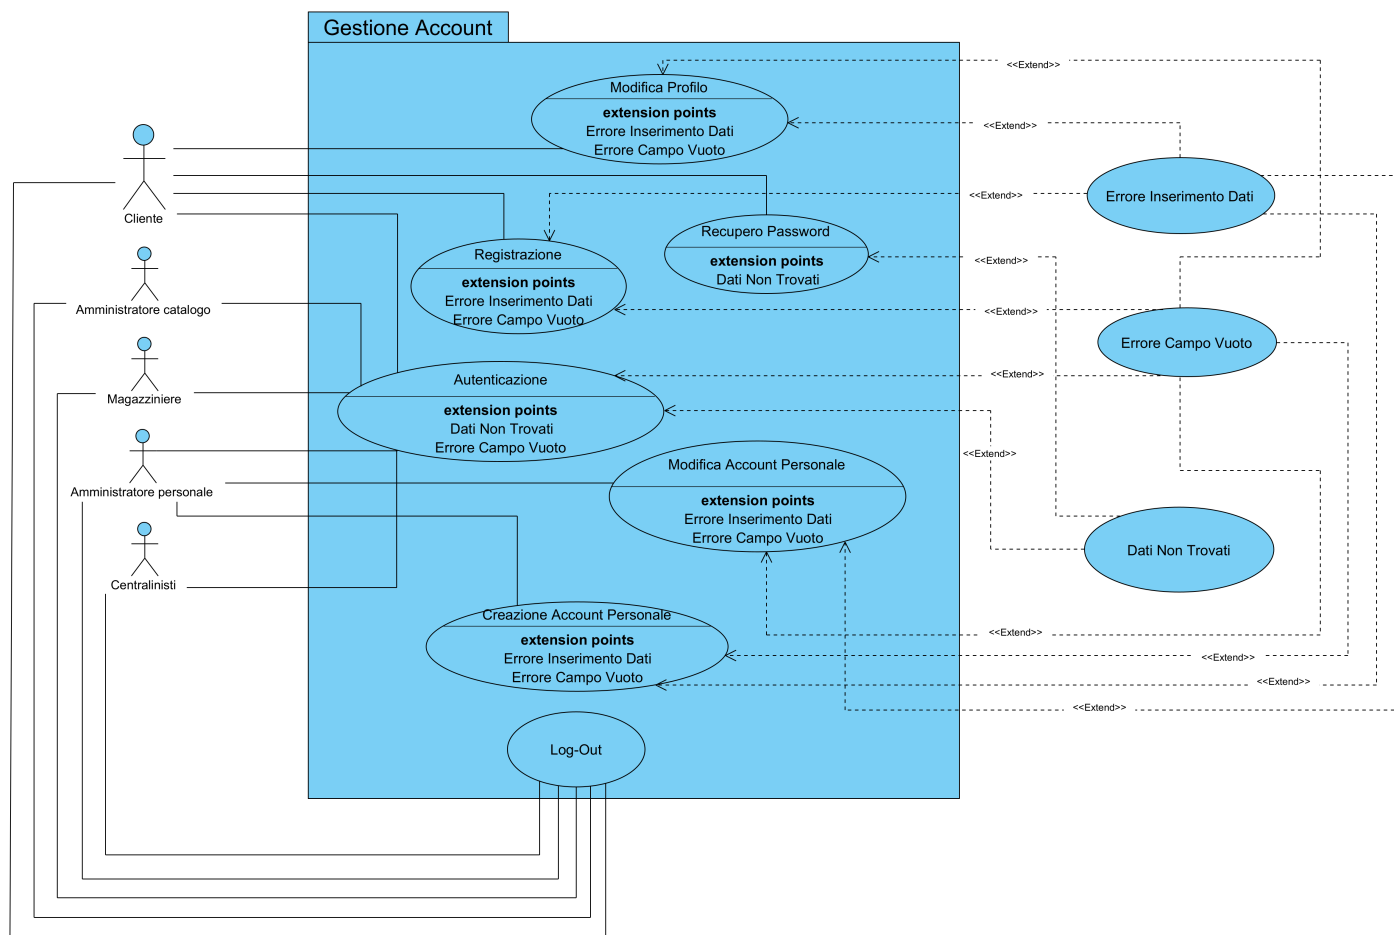 Gestione Account
<<Extend>>
Modifica Profilo
extension points
Errore Inserimento Dati
Errore Campo Vuoto
<<Extend>>
Cliente
<<Extend>>
Errore Inserimento Dati
Recupero Password
extension points
Dati Non Trovati
<<Extend>>
Registrazione
extension points
Errore Inserimento Dati
Errore Campo Vuoto
<<Extend>>
Amministratore catalogo
Errore Campo Vuoto
<<Extend>>
Magazziniere
Autenticazione
extension points
Dati Non Trovati
Errore Campo Vuoto
<<Extend>>
Modifica Account Personale
extension points
Errore Inserimento Dati
Errore Campo Vuoto
Amministratore personale
Dati Non Trovati
Centralinisti
Creazione Account Personale
extension points
Errore Inserimento Dati
Errore Campo Vuoto
<<Extend>>
<<Extend>>
<<Extend>>
<<Extend>>
Log-Out